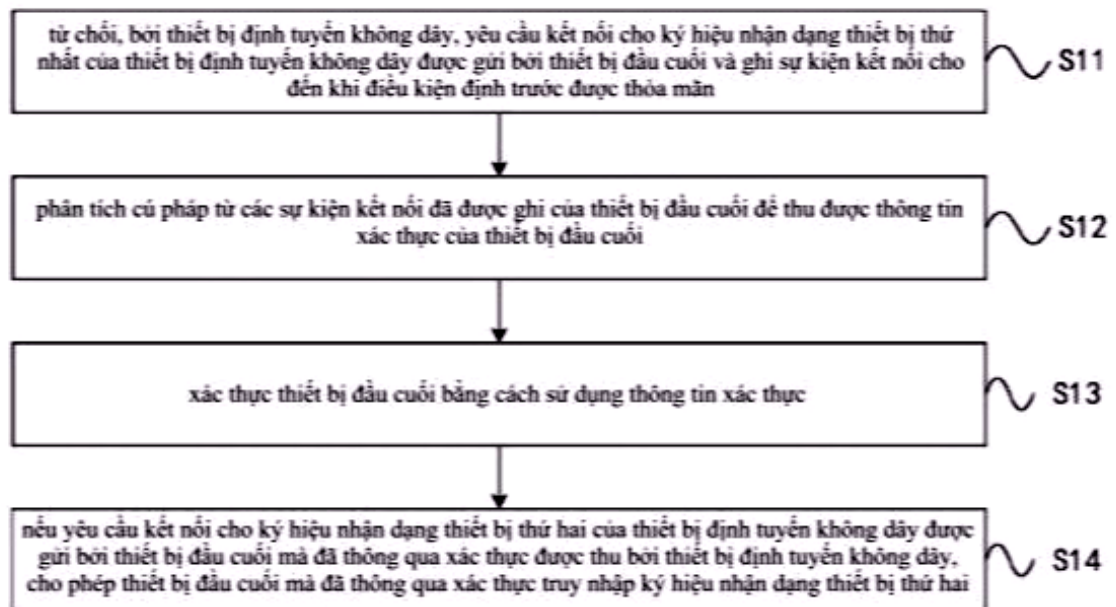 từ chối, bởi thiết bị định tuyến không dây, yêu cầu kết nối cho ký hiệu nhận dạng thiết bị thứ
nhất của thiết bị định tuyến không dây được gửi bởi thiết bị đầu cuối và ghi sự kiện kết nối cho
đến khi điều kiện định trước được thỏa mãn
S11
phân tích cú pháp từ các sự kiện kết nối đã được ghi của thiết bị đầu cuối để thu được thông tin
xác thực của thiết bị đầu cuối
S12
xác thực thiết bị đầu cuối bằng cách sử dụng thông tin xác thực
S13
nếu yêu cầu kết nối cho ký hiệu nhận dạng thiết bị thứ hai của thiết bị định tuyến không dây được
gửi bởi thiết bị đầu cuối mà đã thông qua xác thực được thu bởi thiết bị định tuyến không dây,
cho phép thiết bị đầu cuối mà đã thông qua xác thực truy nhập ký hiệu nhận dạng thiết bị thứ hai
S14